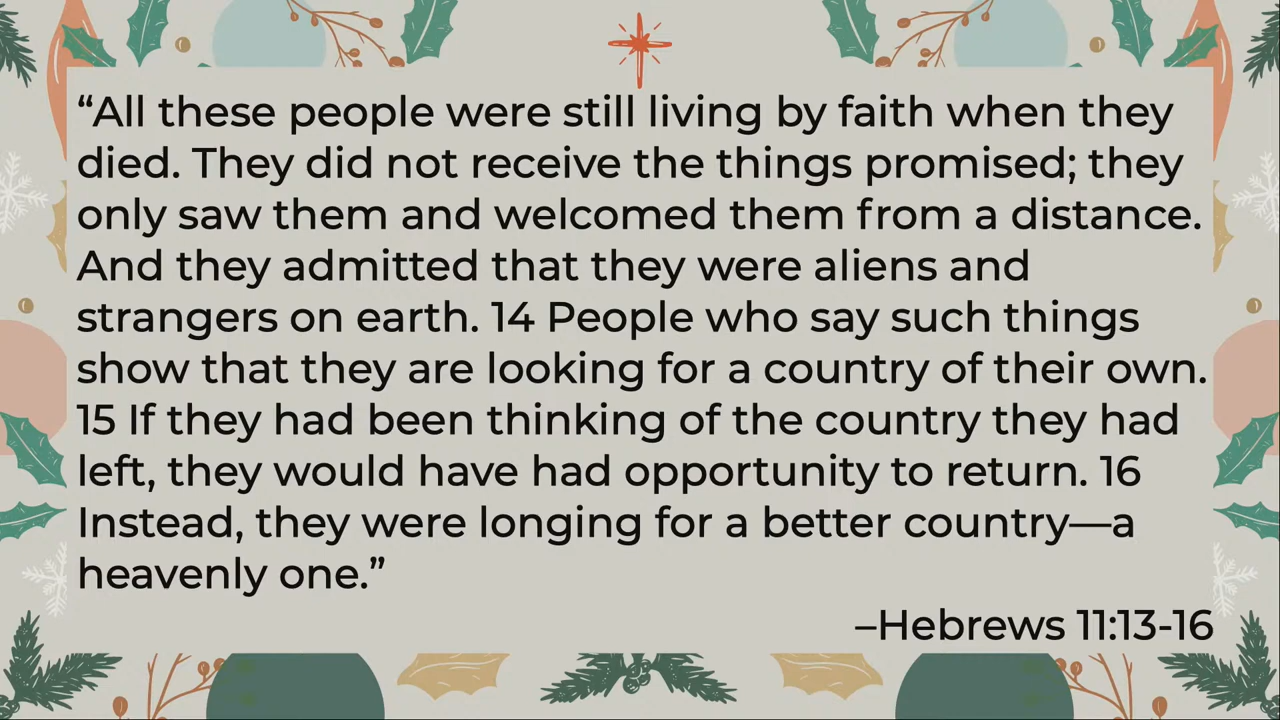 “All these people were still living by faith when they
died. They did not receive the things promised; they
only saw them and welcomed them from a distance.
And they admitted that they were aliens and
strangers on earth. 14 People who say such things
show that they are looking for a country of their own.
15 If they had been thinking of the country they had
left, they would have had opportunity to return. 16
Instead, they were longing for a better country—a
heavenly one.”
–Hebrews 11:13-16